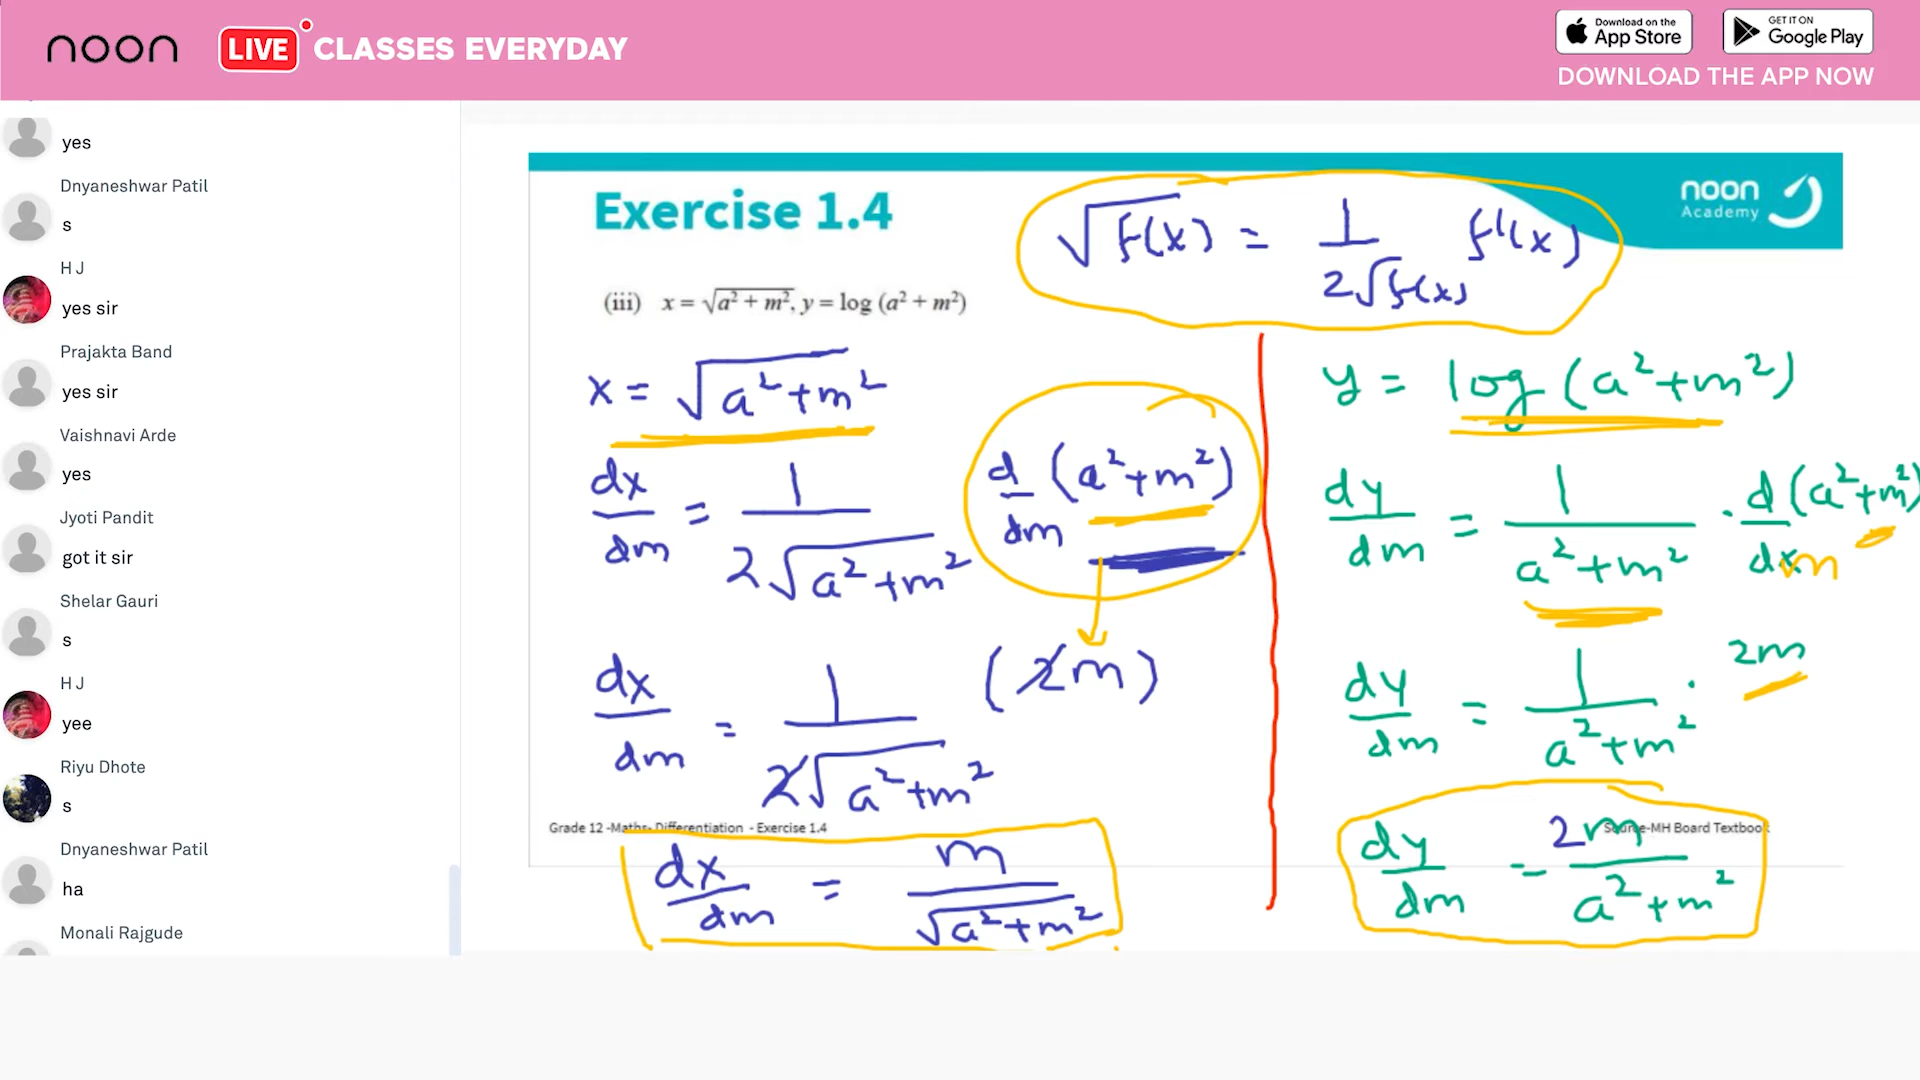 noon LIVE CLASSES EVERYDAY
Download on the App Store
GET IT ON Google Play
DOWNLOAD THE APP NOW
yes
Dnyaneshwar Patil
s
H J
yes sir
Prajakta Band
yes sir
Vaishnavi Arde
yes
Jyoti Pandit
got it sir
Shelar Gauri
s
H J
yee
Riyu Dhote
s
Dnyaneshwar Patil
ha
Monali Rajgude
Exercise 1.4
noon Academy
√f(x) = 1/2√f(x) f'(x)
(iii) x = √a² + m², y = log (a² + m²)
x = √a²+m²
dx/dm = 1/2√a²+m² d/dm (a²+m²)
dx/dm = 1/2√a²+m² (2m)
dx/dm = m/√a²+m²
y = log (a²+m²)
dy/dm = 1/a²+m² · d/dxm (a²+m²)
dy/dm = 1/a²+m² · 2m
dy/dm = 2m/a²+m²
Grade 12 -Maths- Differentiation - Exercise 1.4
Source-MH Board Textbook